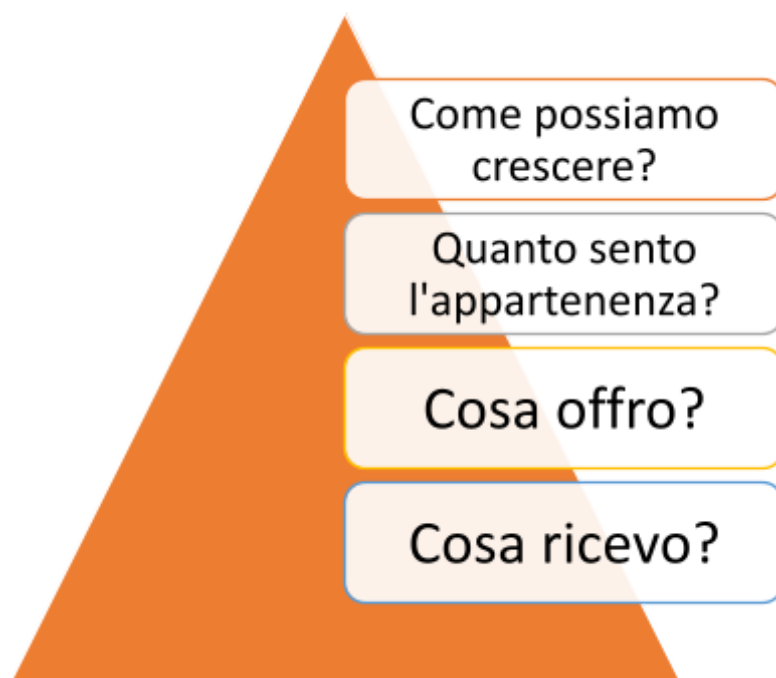 Come possiamo
crescere?
Quanto sento
l'appartenenza?
Cosa offro?
Cosa ricevo?